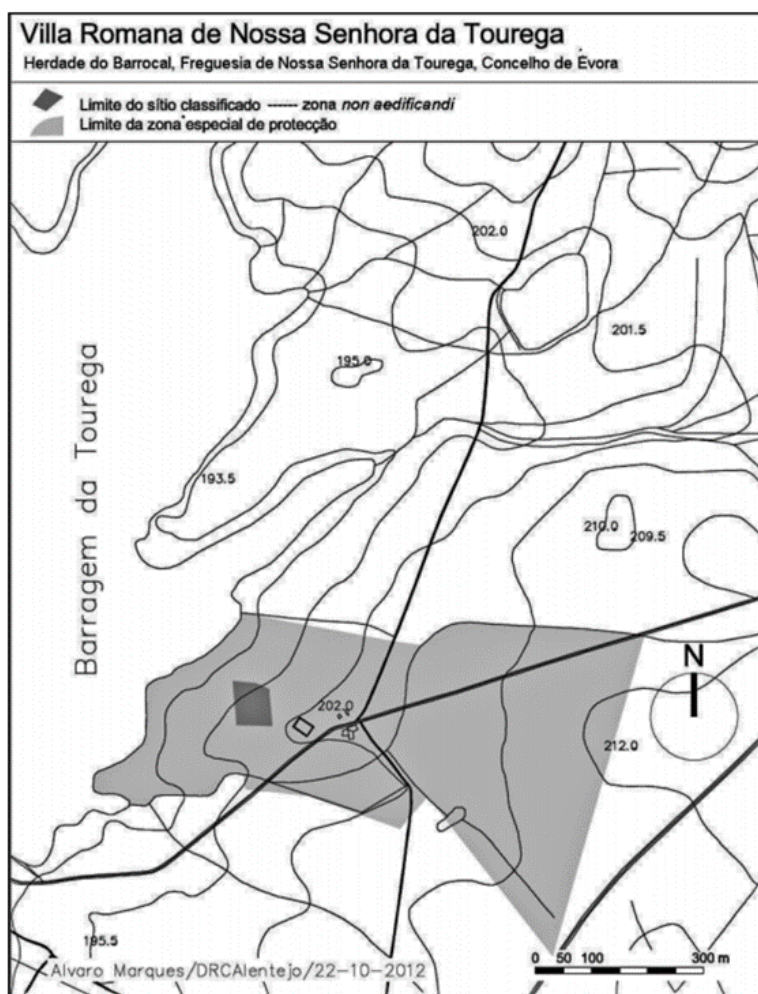 Villa Romana de Nossa Senhora da Tourega
Herdade do Barrocal, Freguesia de Nossa Senhora da Tourega, Concelho de Évora
Limite do sítio classificado ------ zona non aedificandi
Limite da zona especial de protecção
202.0
201.5
195.0
Barragem da Tourega
193.5
210.0
209.5
N
202.0
212.0
195.5
0 50 100 300 m
Alvaro Marques/DRCAlentejo/22-10-2012